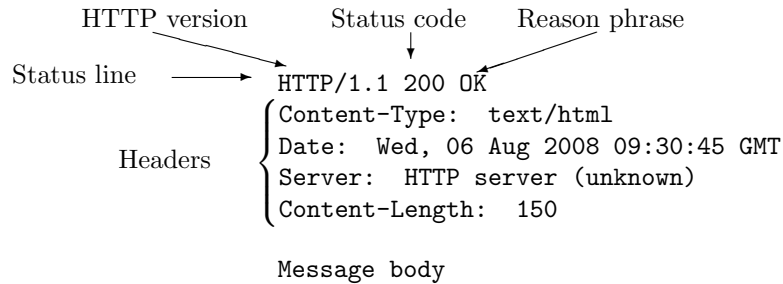 HTTP version Status code Reason phrase
Status line HTTP/1.1 200 OK
Content-Type: text/html
Date: Wed, 06 Aug 2008 09:30:45 GMT
Headers
Server: HTTP server (unknown)
Content-Length: 150
Message body